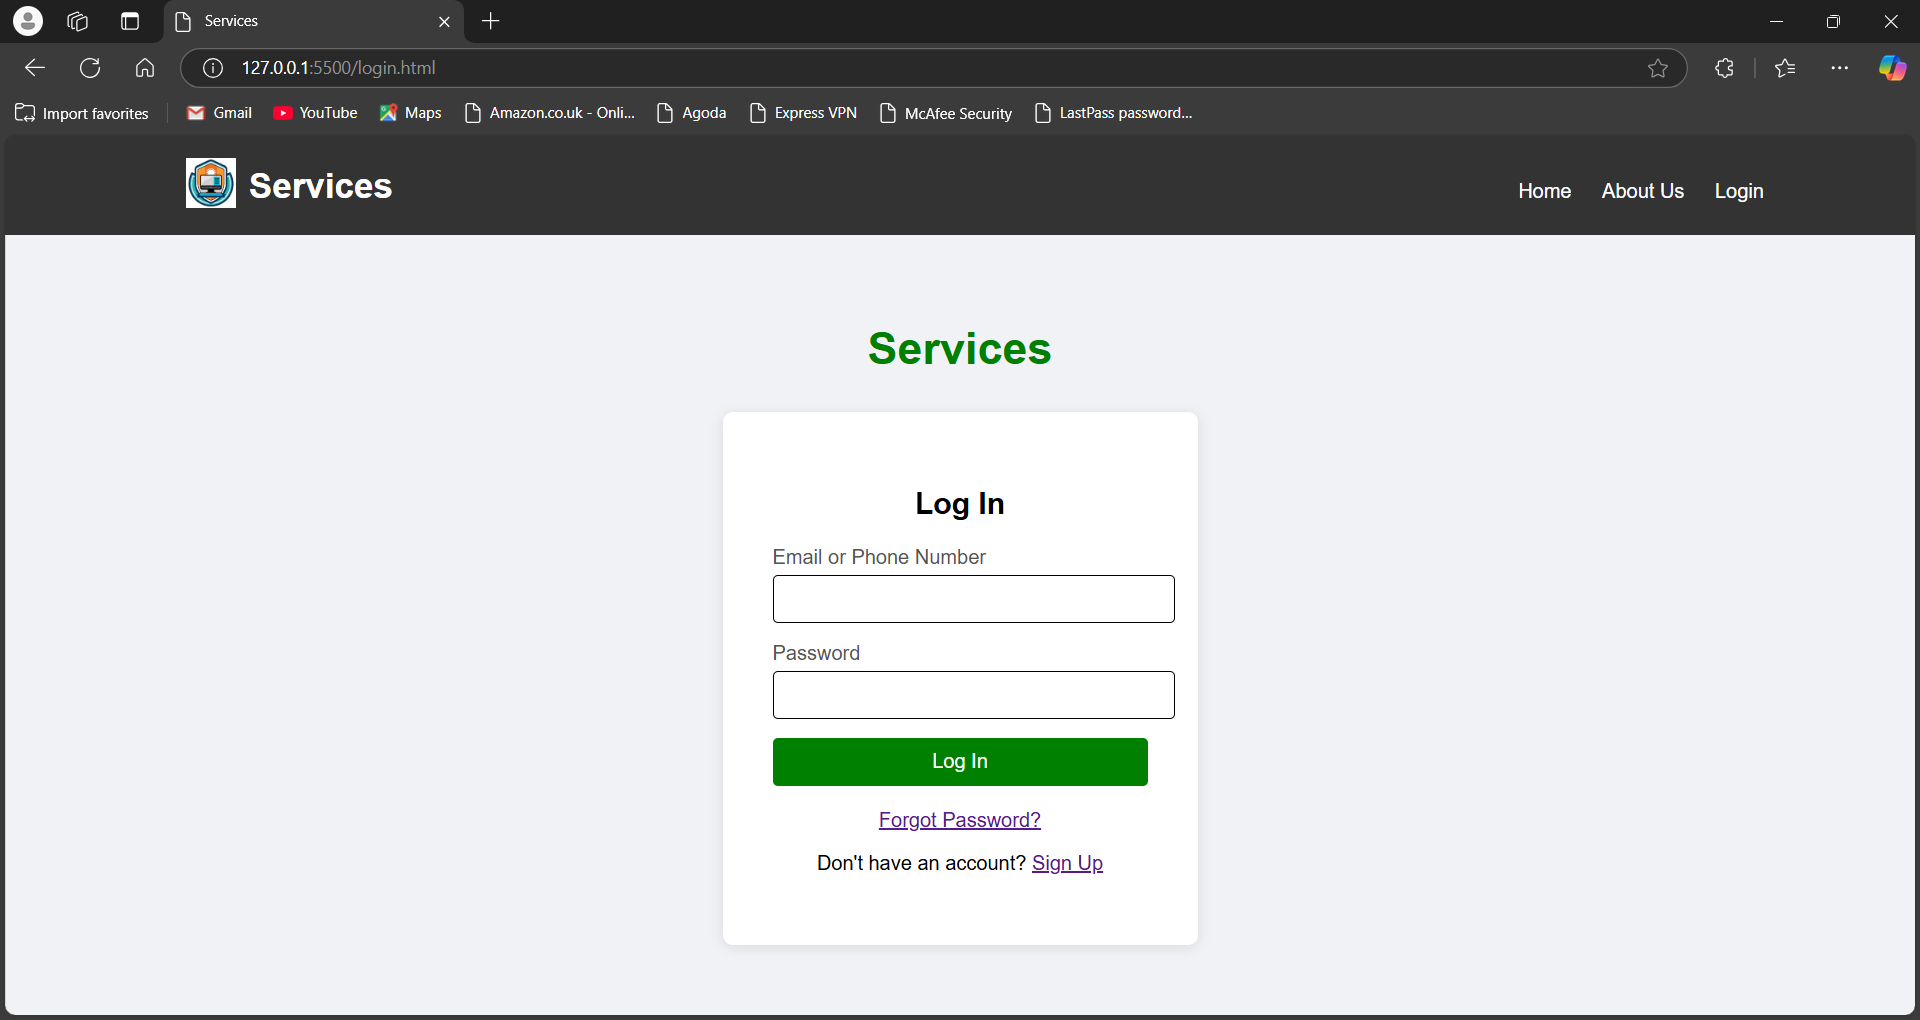 Services
127.0.0.1:5500/login.html
Import favorites Gmail YouTube Maps Amazon.co.uk - Onli... Agoda Express VPN McAfee Security LastPass password...
Services Home About Us Login
Services
Log In
Email or Phone Number
Password
Log In
Forgot Password?
Don't have an account? Sign Up